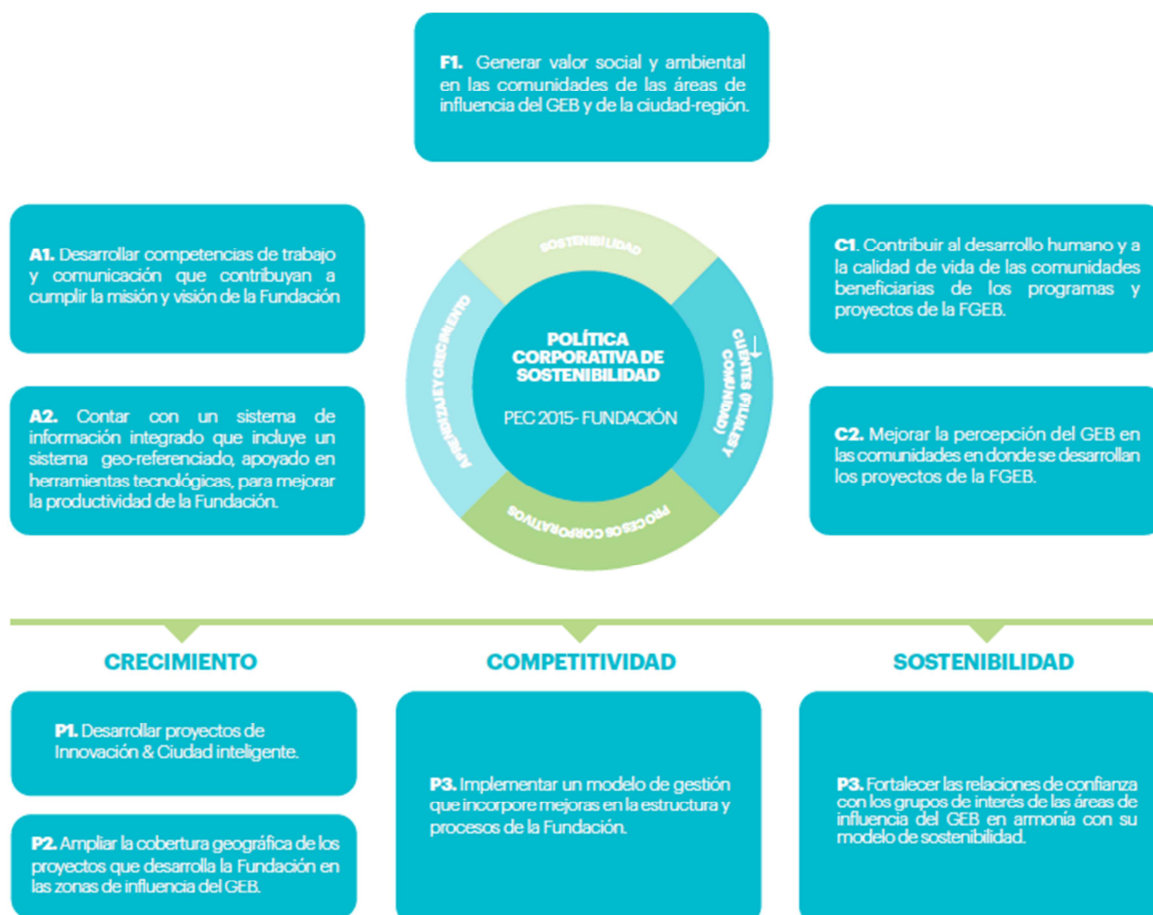 F1. Generar valor social y ambiental
en las comunidades de las áreas de
influencia del GEB y de la ciudad-región.
A1. Desarrollar competencias de trabajo
y comunicación que contribuyan a
cumplir la misión y visión de la Fundación
A2. Contar con un sistema de
información integrado que incluye un
sistema geo-referenciado, apoyado en
herramientas tecnológicas, para mejorar
la productividad de la Fundación.
SOSTENIBILIDAD
APRENDIZAJE Y CRECIMIENTO
POLÍTICA
CORPORATIVA DE
SOSTENIBILIDAD
PEC 2015- FUNDACIÓN
CLIENTES (FILIALES Y
COMUNIDAD)
PROCESOS CORPORATIVOS
C1. Contribuir al desarrollo humano y a
la calidad de vida de las comunidades
beneficiarias de los programas y
proyectos de la FGEB.
C2. Mejorar la percepción del GEB en
las comunidades en donde se desarrollan
los proyectos de la FGEB.
CRECIMIENTO
P1. Desarrollar proyectos de
Innovación & Ciudad inteligente.
P2. Ampliar la cobertura geográfica de los
proyectos que desarrolla la Fundación en
las zonas de influencia del GEB.
COMPETITIVIDAD
P3. Implementar un modelo de gestión
que incorpore mejoras en la estructura y
procesos de la Fundación.
SOSTENIBILIDAD
P3. Fortalecer las relaciones de confianza
con los grupos de interés de las áreas de
influencia del GEB en armonía con su
modelo de sostenibilidad.